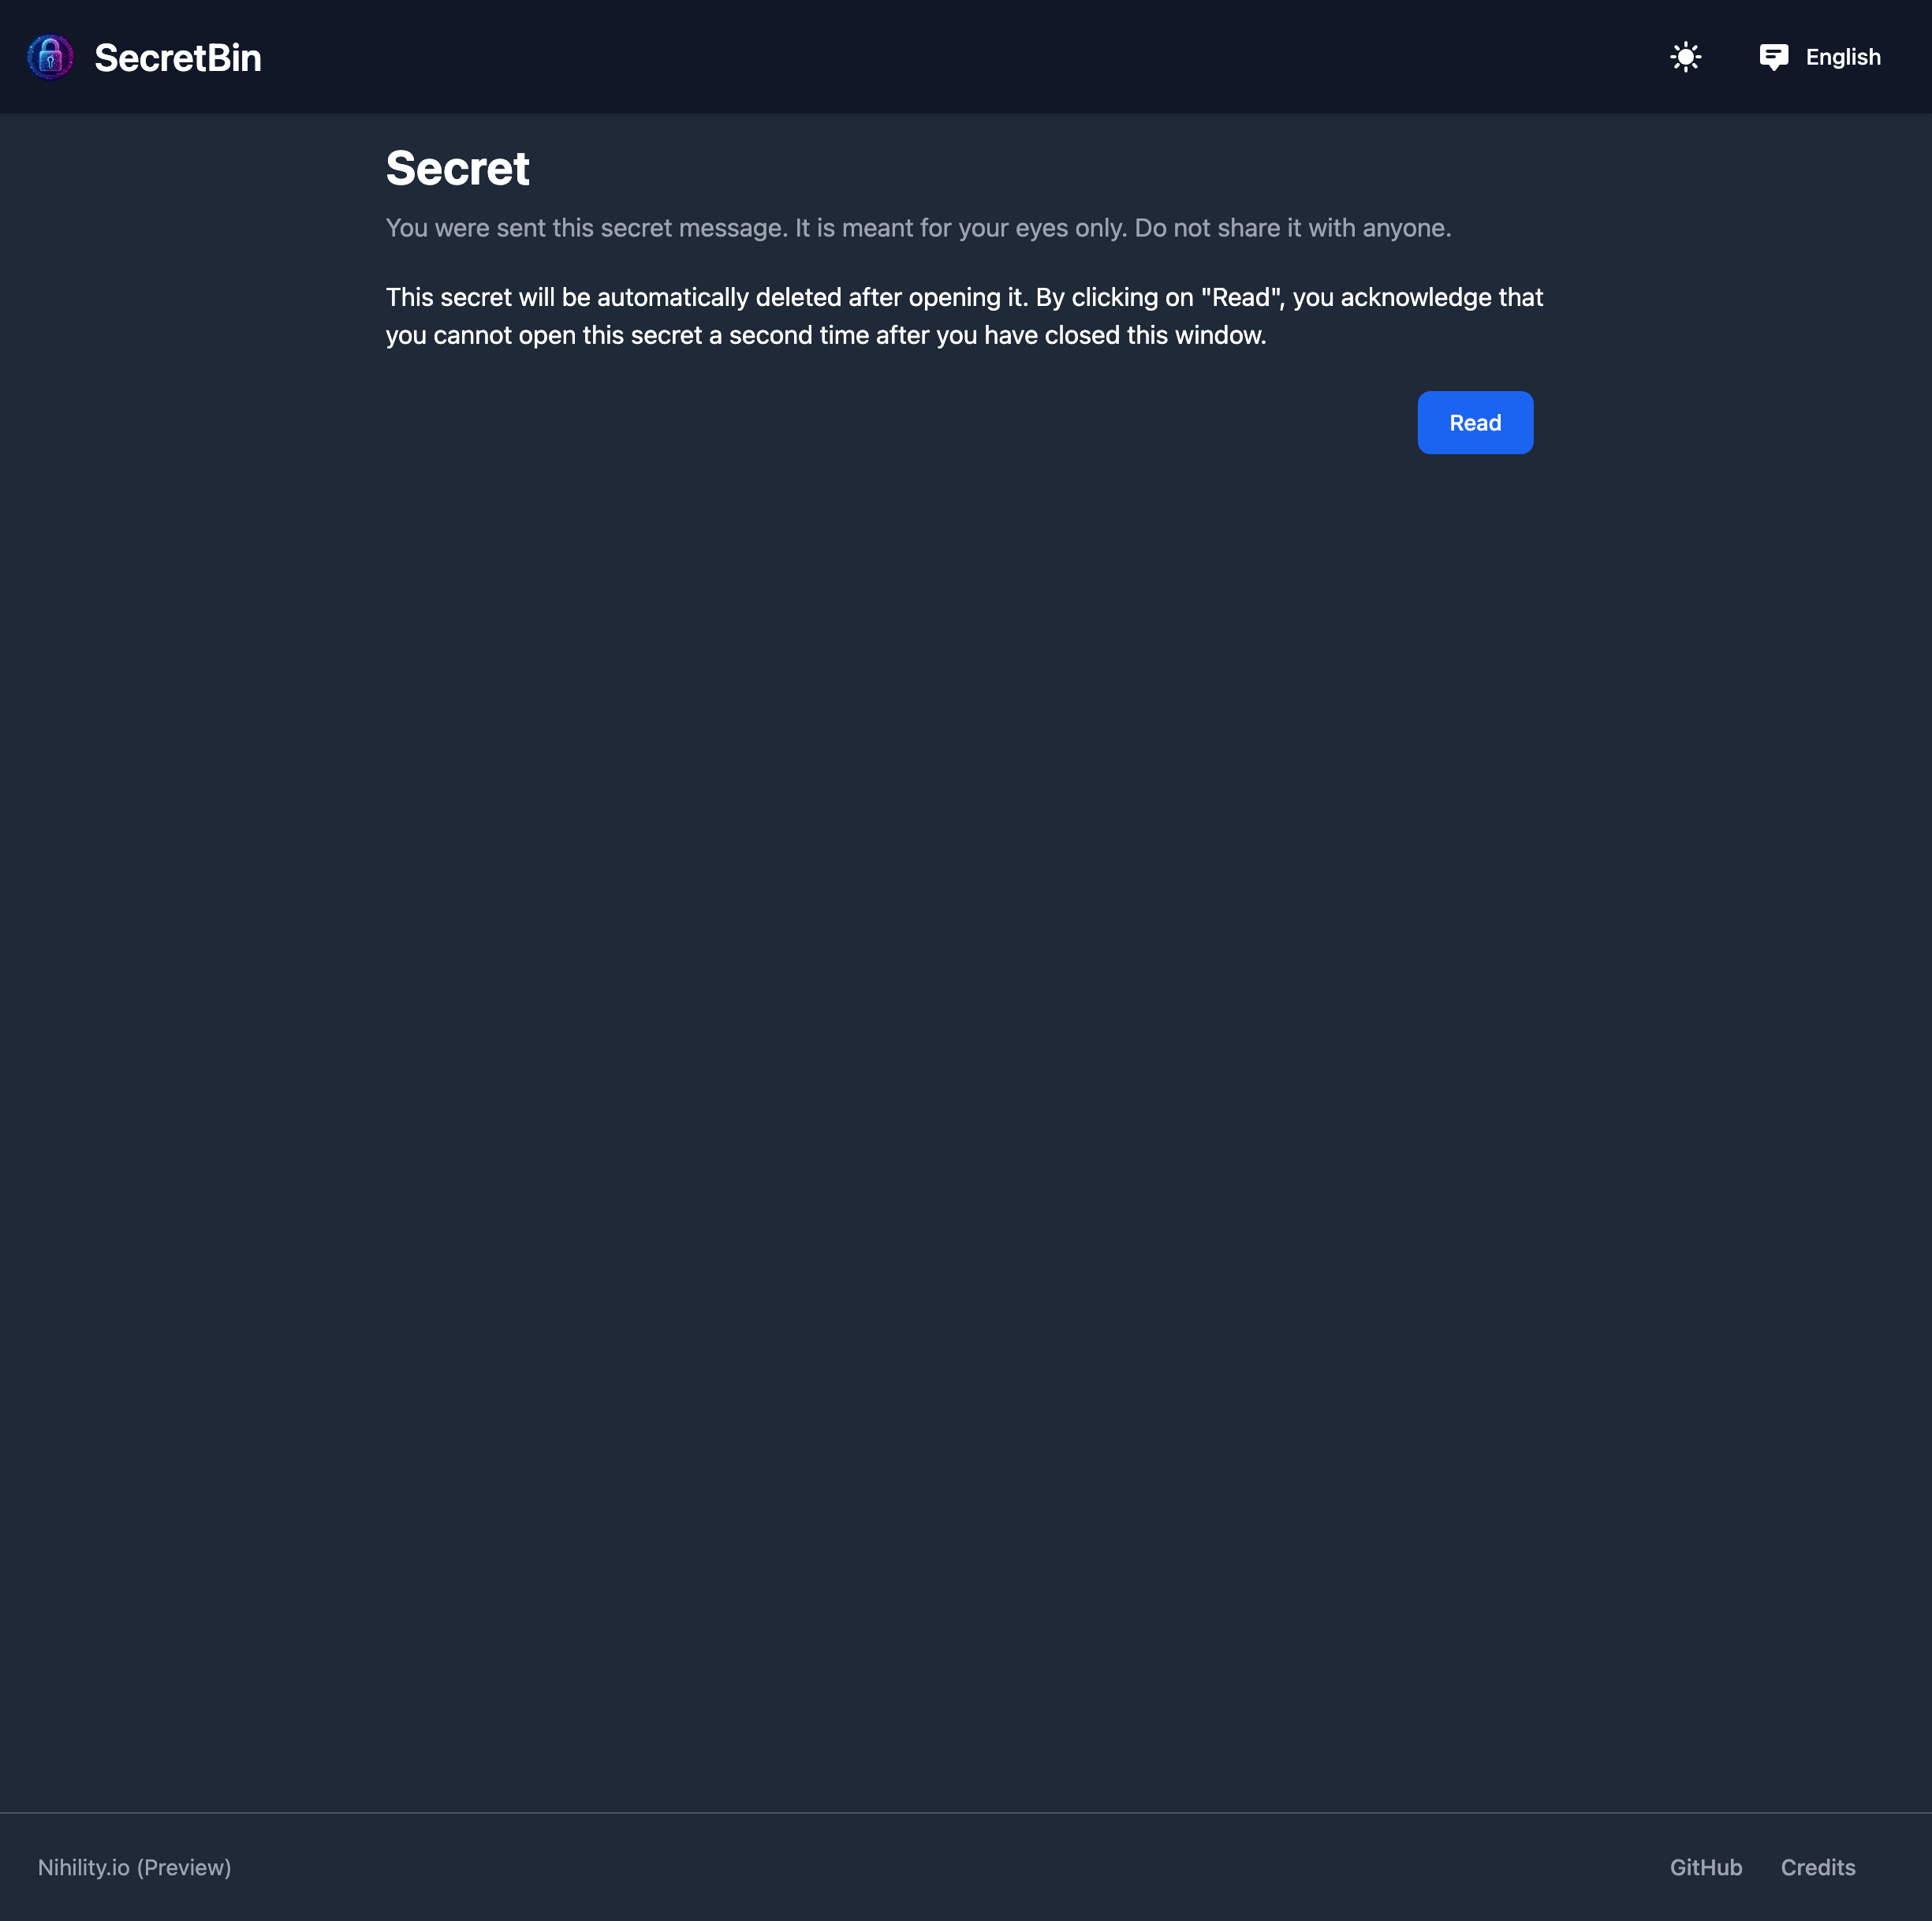 SecretBin
English
Secret
You were sent this secret message. It is meant for your eyes only. Do not share it with anyone.
This secret will be automatically deleted after opening it. By clicking on "Read", you acknowledge that
you cannot open this secret a second time after you have closed this window.
Read
Nihility.io (Preview)
GitHub
Credits